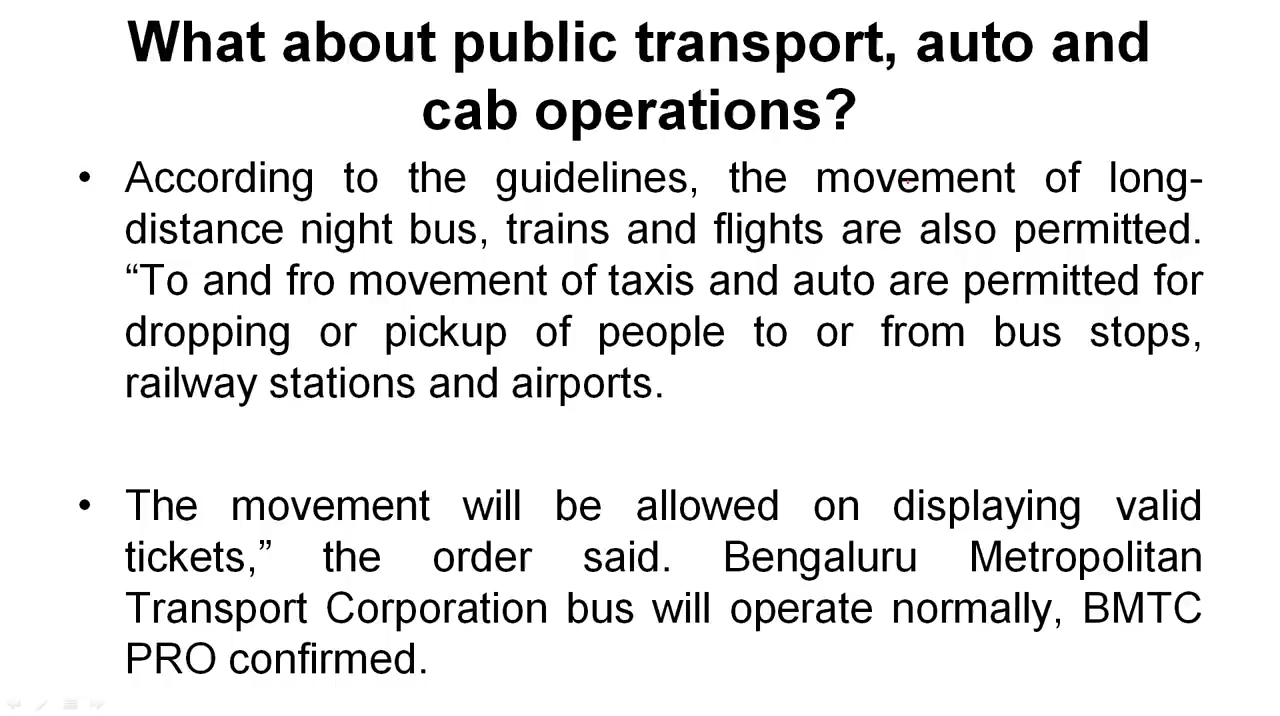 What about public transport, auto and
cab operations?
• According to the guidelines, the movement of long-
distance night bus, trains and flights are also permitted.
“To and fro movement of taxis and auto are permitted for
dropping or pickup of people to or from bus stops,
railway stations and airports.
• The movement will be allowed on displaying valid
tickets,” the order said. Bengaluru Metropolitan
Transport Corporation bus will operate normally, BMTC
PRO confirmed.